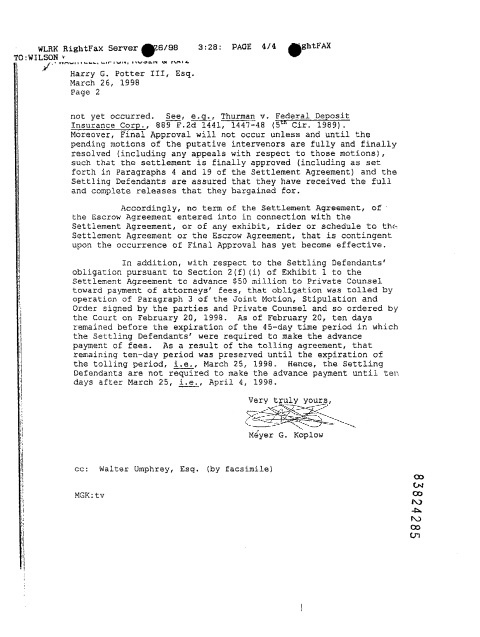 WLRK RightFax Server 26/98 3:28: PAGE 4/4 RightFAX
TO:WILSON
Harry G. Potter III, Esq.
March 26, 1998
Page 2
not yet occurred. See, e.g., Thurman v. Federal Deposit
Insurance Corp., 889 F.2d 1441, 1447-48 (5th Cir. 1989).
Moreover, Final Approval will not occur unless and until the
pending motions of the putative intervenors are fully and finally
resolved (including any appeals with respect to those motions),
such that the settlement is finally approved (including as set
forth in Paragraphs 4 and 19 of the Settlement Agreement) and the
Settling Defendants are assured that they have received the full
and complete releases that they bargained for.
Accordingly, no term of the Settlement Agreement, of
the Escrow Agreement entered into in connection with the
Settlement Agreement, or of any exhibit, rider or schedule to the
Settlement Agreement or the Escrow Agreement, that is contingent
upon the occurrence of Final Approval has yet become effective.
In addition, with respect to the Settling Defendants'
obligation pursuant to Section 2(f)(i) of Exhibit 1 to the
Settlement Agreement to advance $50 million to Private Counsel
toward payment of attorneys' fees, that obligation was tolled by
operation of Paragraph 3 of the Joint Motion, Stipulation and
Order signed by the parties and Private Counsel and so ordered by
the Court on February 20, 1998. As of February 20, ten days
remained before the expiration of the 45-day time period in which
the Settling Defendants' were required to make the advance
payment of fees. As a result of the tolling agreement, that
remaining ten-day period was preserved until the expiration of
the tolling period, i.e., March 25, 1998. Hence, the Settling
Defendants are not required to make the advance payment until ten
days after March 25, i.e., April 4, 1998.
Very truly yours,
Meyer G. Koplow
cc: Walter Umphrey, Esq. (by facsimile)
MGK:tv
83824285